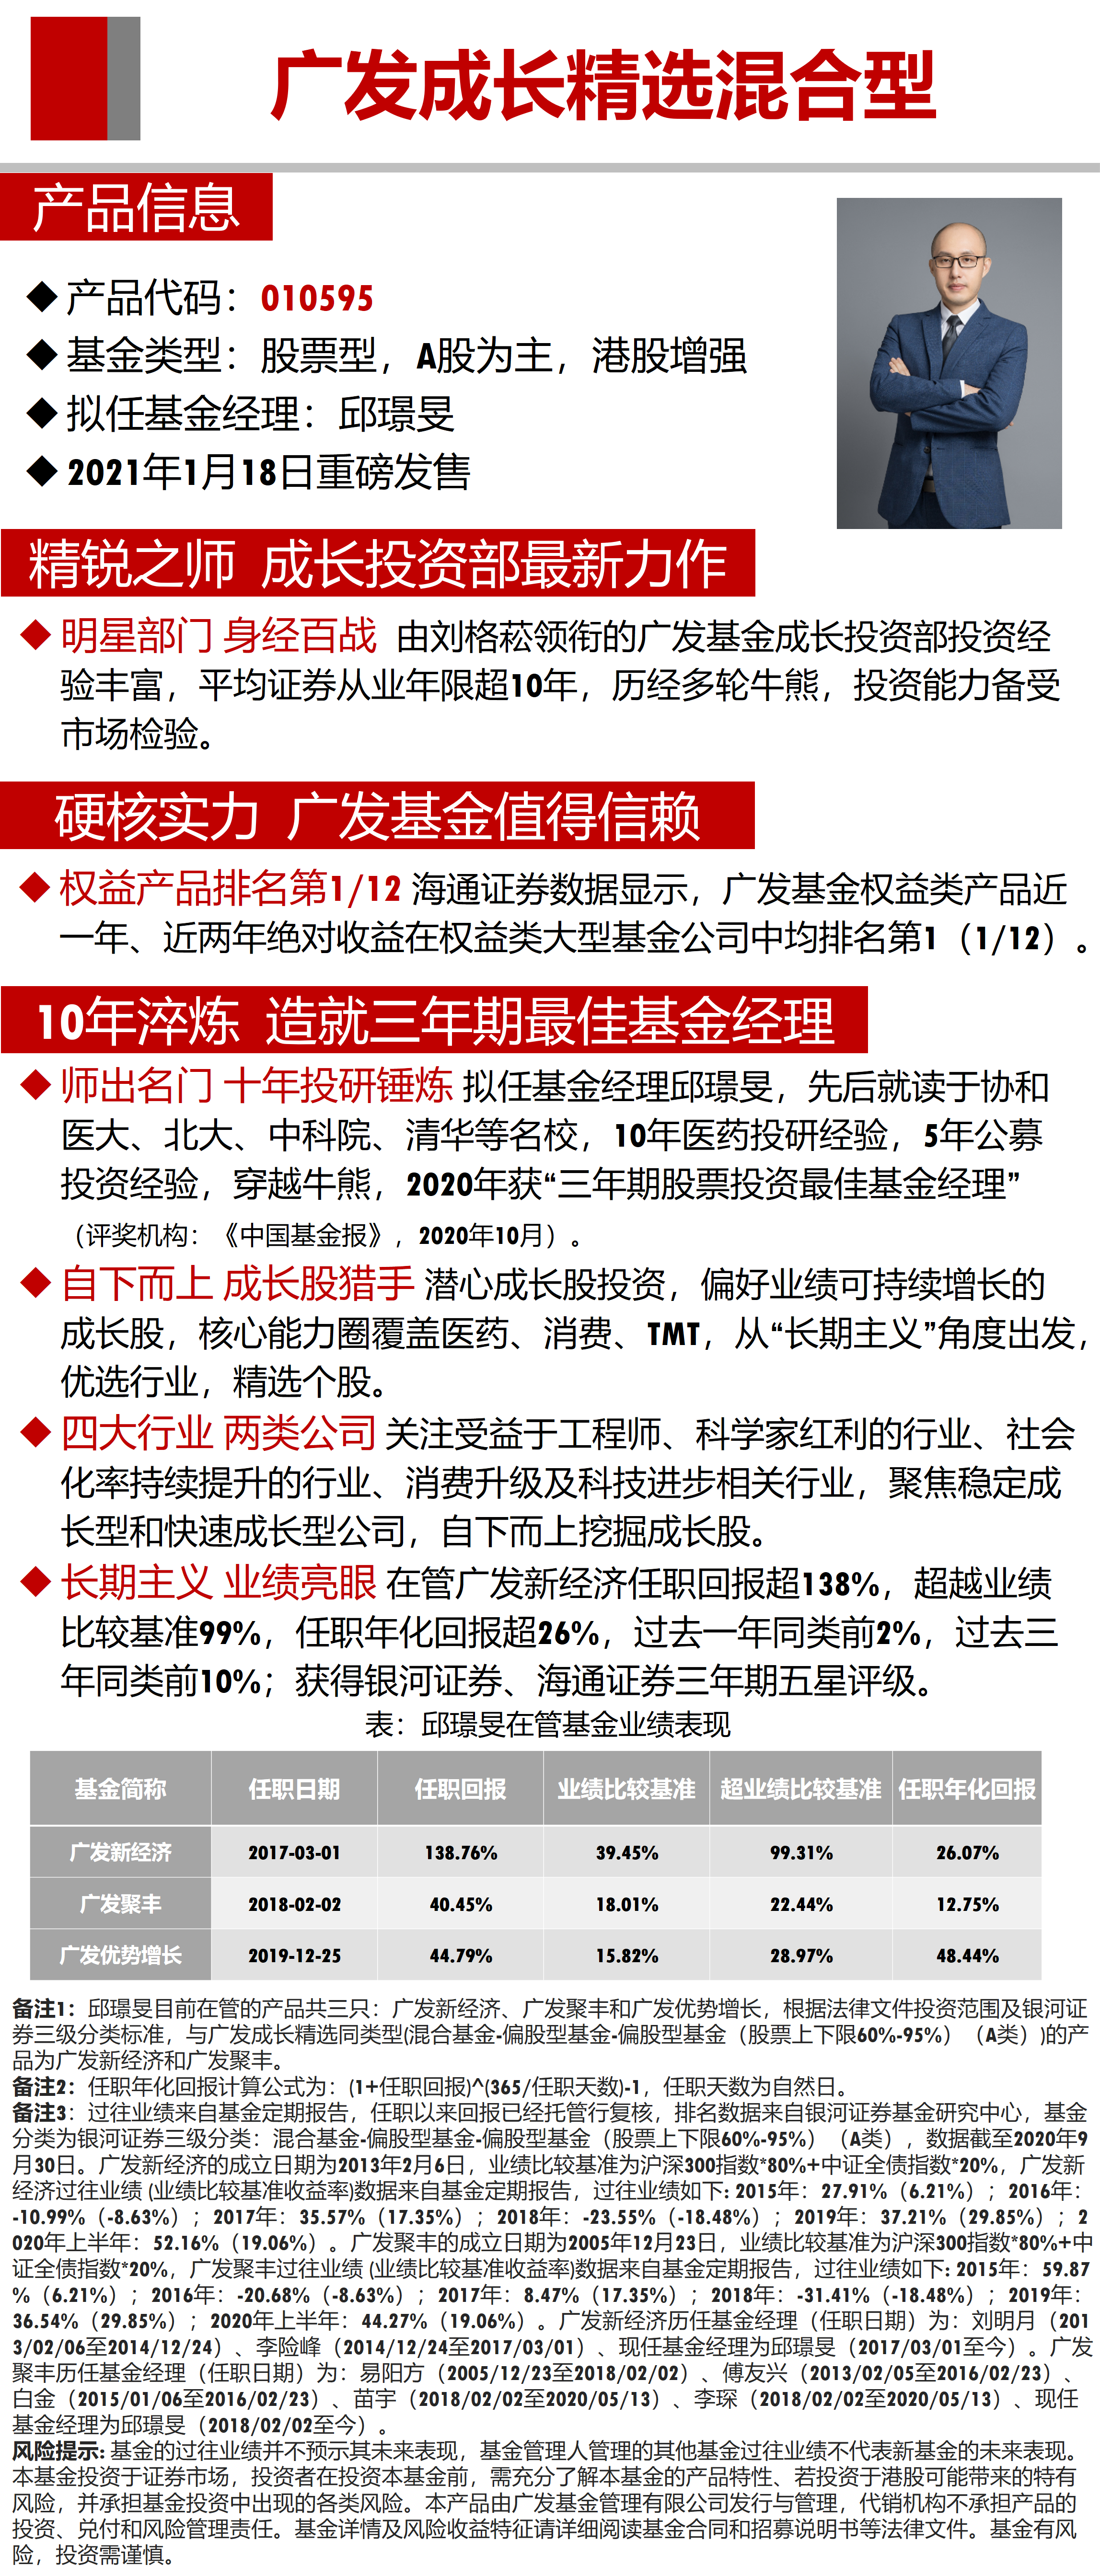 广发成长精选混合型
产品信息
◆ 产品代码：010595
◆ 基金类型：股票型，A股为主，港股增强
◆ 拟任基金经理：邱璟旻
◆ 2021年1月18日重磅发售
精锐之师 成长投资部最新力作
◆ 明星部门 身经百战 由刘格菘领衔的广发基金成长投资部投资经
验丰富，平均证券从业年限超10年，历经多轮牛熊，投资能力备受
市场检验。
硬核实力 广发基金值得信赖
◆ 权益产品排名第1/12 海通证券数据显示，广发基金权益类产品近
一年、近两年绝对收益在权益类大型基金公司中均排名第1（1/12）。
10年淬炼 造就三年期最佳基金经理
◆ 师出名门 十年投研锤炼 拟任基金经理邱璟旻，先后就读于协和
医大、北大、中科院、清华等名校，10年医药投研经验，5年公募
投资经验，穿越牛熊，2020年获“三年期股票投资最佳基金经理”
（评奖机构：《中国基金报》，2020年10月）。
◆ 自下而上 成长股猎手 潜心成长股投资，偏好业绩可持续增长的
成长股，核心能力圈覆盖医药、消费、TMT，从“长期主义”角度出发，
优选行业，精选个股。
◆ 四大行业 两类公司 关注受益于工程师、科学家红利的行业、社会
化率持续提升的行业、消费升级及科技进步相关行业，聚焦稳定成
长型和快速成长型公司，自下而上挖掘成长股。
◆ 长期主义 业绩亮眼 在管广发新经济任职回报超138%，超越业绩
比较基准99%，任职年化回报超26%，过去一年同类前2%，过去三
年同类前10%；获得银河证券、海通证券三年期五星评级。
表：邱璟旻在管基金业绩表现
基金简称 任职日期 任职回报 业绩比较基准 超业绩比较基准 任职年化回报
广发新经济 2017-03-01 138.76% 39.45% 99.31% 26.07%
广发聚丰 2018-02-02 40.45% 18.01% 22.44% 12.75%
广发优势增长 2019-12-25 44.79% 15.82% 28.97% 48.44%
备注1：邱璟旻目前在管的产品共三只：广发新经济、广发聚丰和广发优势增长，根据法律文件投资范围及银河证
券三级分类标准，与广发成长精选同类型(混合基金-偏股型基金-偏股型基金（股票上下限60%-95%）（A类）)的产
品为广发新经济和广发聚丰。
备注2：任职年化回报计算公式为：(1+任职回报)^(365/任职天数)-1，任职天数为自然日。
备注3：过往业绩来自基金定期报告，任职以来回报已经托管行复核，排名数据来自银河证券基金研究中心，基金
分类为银河证券三级分类：混合基金-偏股型基金-偏股型基金（股票上下限60%-95%）（A类），数据截至2020年9
月30日。广发新经济的成立日期为2013年2月6日，业绩比较基准为沪深300指数*80%+中证全债指数*20%，广发新
经济过往业绩 (业绩比较基准收益率)数据来自基金定期报告，过往业绩如下: 2015年：27.91%（6.21%）；2016年：
-10.99%（-8.63%）；2017年：35.57%（17.35%）；2018年：-23.55%（-18.48%）；2019年：37.21%（29.85%）；2
020年上半年：52.16%（19.06%）。广发聚丰的成立日期为2005年12月23日，业绩比较基准为沪深300指数*80%+中
证全债指数*20%，广发聚丰过往业绩 (业绩比较基准收益率)数据来自基金定期报告，过往业绩如下: 2015年：59.87
%（6.21%）；2016年：-20.68%（-8.63%）；2017年：8.47%（17.35%）；2018年：-31.41%（-18.48%）；2019年：
36.54%（29.85%）；2020年上半年：44.27%（19.06%）。广发新经济历任基金经理（任职日期）为：刘明月（201
3/02/06至2014/12/24）、李险峰（2014/12/24至2017/03/01）、现任基金经理为邱璟旻（2017/03/01至今）。广发
聚丰历任基金经理（任职日期）为：易阳方（2005/12/23至2018/02/02）、傅友兴（2013/02/05至2016/02/23）、
白金（2015/01/06至2016/02/23）、苗宇（2018/02/02至2020/05/13）、李琛（2018/02/02至2020/05/13）、现任
基金经理为邱璟旻（2018/02/02至今）。
风险提示: 基金的过往业绩并不预示其未来表现，基金管理人管理的其他基金过往业绩不代表新基金的未来表现。
本基金投资于证券市场，投资者在投资本基金前，需充分了解本基金的产品特性、若投资于港股可能带来的特有
风险，并承担基金投资中出现的各类风险。本产品由广发基金管理有限公司发行与管理，代销机构不承担产品的
投资、兑付和风险管理责任。基金详情及风险收益特征请详细阅读基金合同和招募说明书等法律文件。基金有风
险，投资需谨慎。